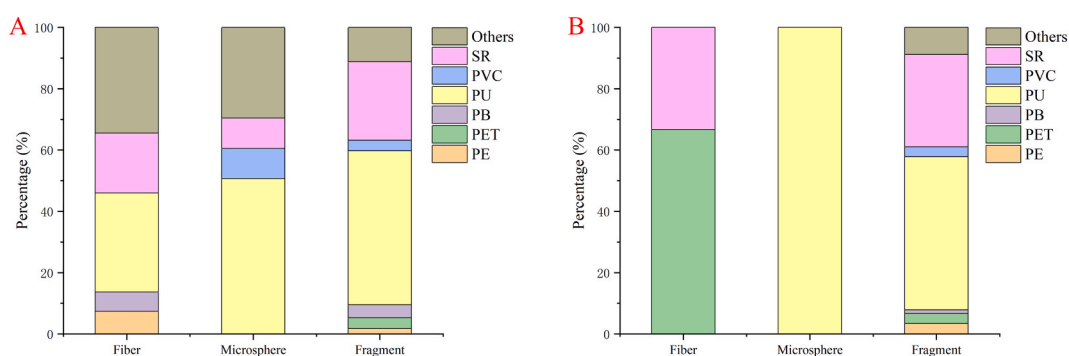 A
Percentage (%)
100
80
60
40
20
0
Fiber
Microsphere
Fragment
Others
SR
PVC
PU
PB
PET
PE
B
Percentage (%)
100
80
60
40
20
0
Fiber
Microsphere
Fragment
Others
SR
PVC
PU
PB
PET
PE